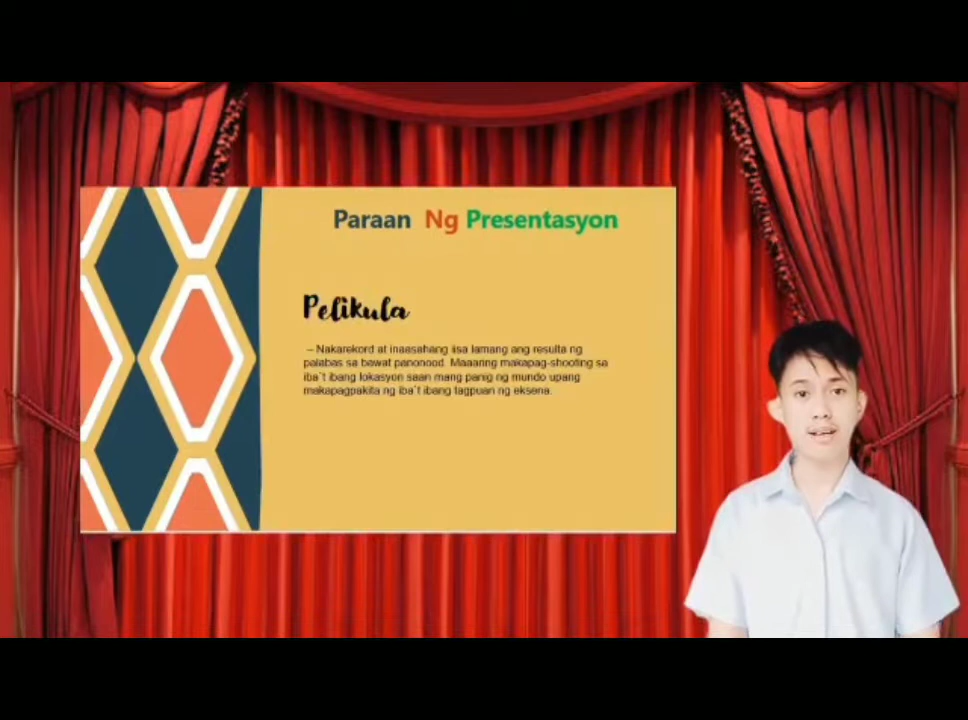 Paraan Ng Presentasyon
Pelikula
– Nakarekord at inaasahang iisa lamang ang resulta ng
palabas sa bawat panonood. Maaaring makapag-shooting sa
iba`t ibang lokasyon saan mang panig ng mundo upang
makapagpakita ng iba`t ibang tagpuan ng eksena.